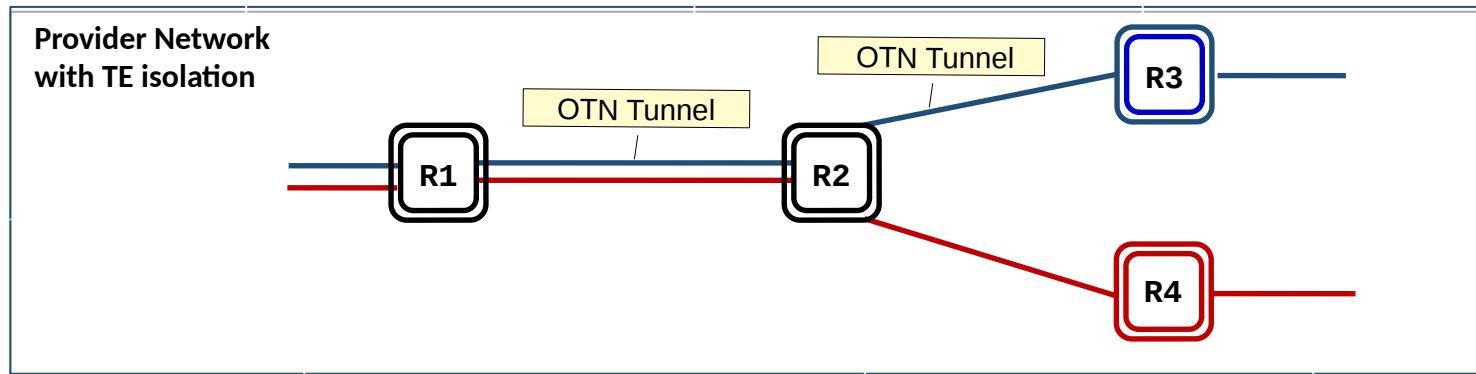 Provider Network
with TE isolation
OTN Tunnel
OTN Tunnel
R1
R2
R3
R4